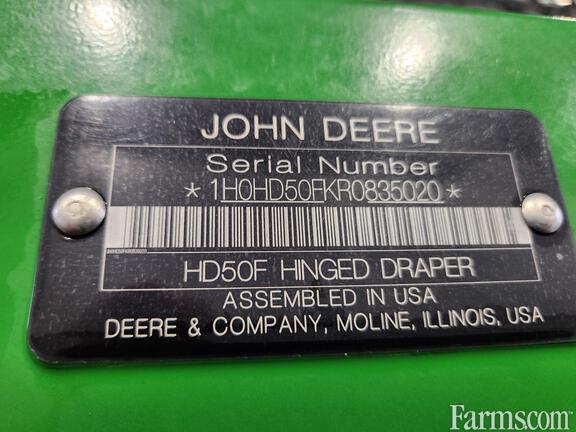 JOHN DEERE
Serial Number
*1H0HD50FKR0835020*
HD50F HINGED DRAPER
ASSEMBLED IN USA
DEERE & COMPANY, MOLINE, ILLINOIS, USA
Farms.com